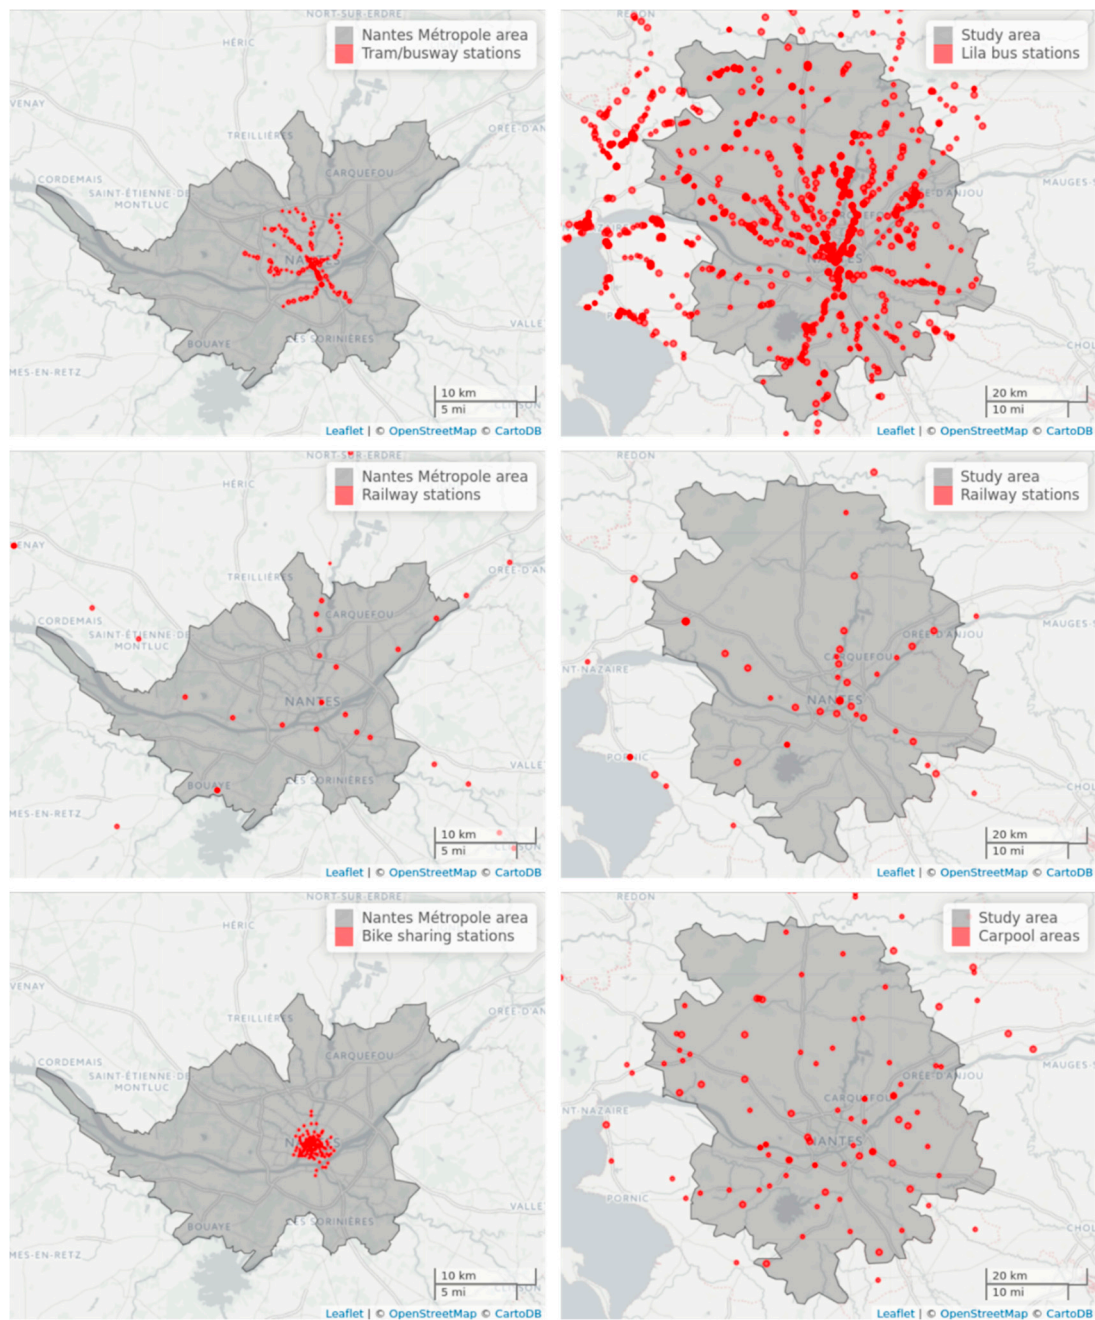 NORT-SUR-ERDRE
HÉRIC
Nantes Métropole area
Tram/busway stations
TREILLIÈRES
CARQUEFOU
CORDEMAIS
SAINT-ÉTIENNE-DE
MONTLUC
BOUAYE
LES SORINIÈRES
VALLET
MES-EN-RETZ
10 km
5 mi
Leaflet | © OpenStreetMap © CartoDB
REDON
Study area
Lila bus stations
MAUGES-S
20 km
10 mi
Leaflet | © OpenStreetMap © CartoDB
NORT-SUR-ERDRE
HÉRIC
Nantes Métropole area
Railway stations
ORÉE-D'AN
TREILLIÈRES
CARQUEFOU
CORDEMAIS
SAINT-ÉTIENNE-DE
MONTLUC
NANTES
VALLE
BOUAYE
LES SORINIÈRES
MES-EN-RETZ
10 km
5 mi
Leaflet | © OpenStreetMap © CartoDB
REDON
Study area
Railway stations
MAUGES-S
ORÉE-D'ANJOU
CARQUEFOU
NT-NAZAIRE
NANTES
PORNIC
CHOL
20 km
10 mi
Leaflet | © OpenStreetMap © CartoDB
NORT-SUR-ERDRE
HÉRIC
Nantes Métropole area
Bike sharing stations
VENAY
ORÉE-D'AN
TREILLIÈRES
CARQUEFOU
CORDEMAIS
SAINT-ÉTIENNE-DE
MONTLUC
VALLET
BOUAYE
LES SORINIÈRES
MES-EN-RETZ
10 km
5 mi
Leaflet | © OpenStreetMap © CartoDB
REDON
Study area
Carpool areas
MAUGES-S
ORÉE-D'ANJOU
CARQUEFOU
NT-NAZAIRE
NANTES
PORNIC
CHOL
20 km
10 mi
Leaflet | © OpenStreetMap © CartoDB